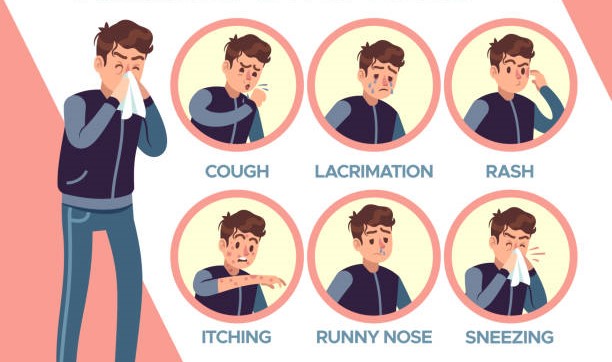 COUGH
LACRIMATION
RASH
ITCHING
RUNNY NOSE
SNEEZING